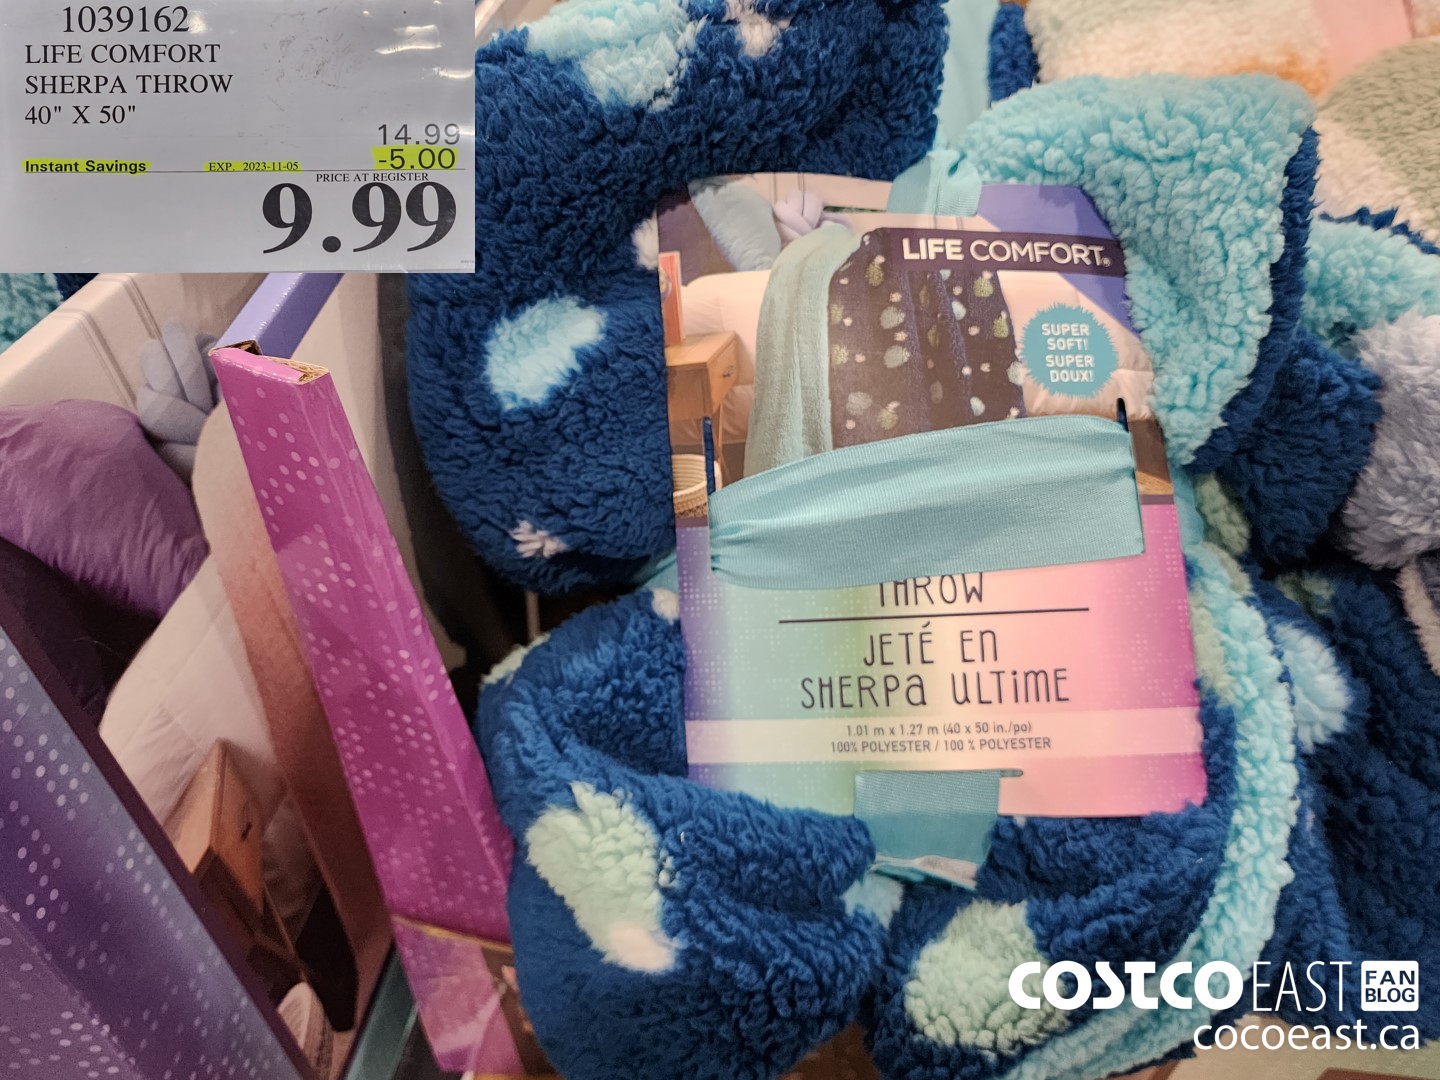 1039162
LIFE COMFORT
SHERPA THROW
40" X 50"
14.99
-5.00
Instant Savings EXP. 2023-11-05
PRICE AT REGISTER
9.99
LIFE COMFORT®
SUPER
SOFT!
SUPER
DOUX!
THROW
JETÉ EN
SHERPA ULTIME
1.01 m x 1.27 m (40 x 50 in./po)
100% POLYESTER / 100 % POLYESTER
COSTCO EAST FAN BLOG
cocoeast.ca